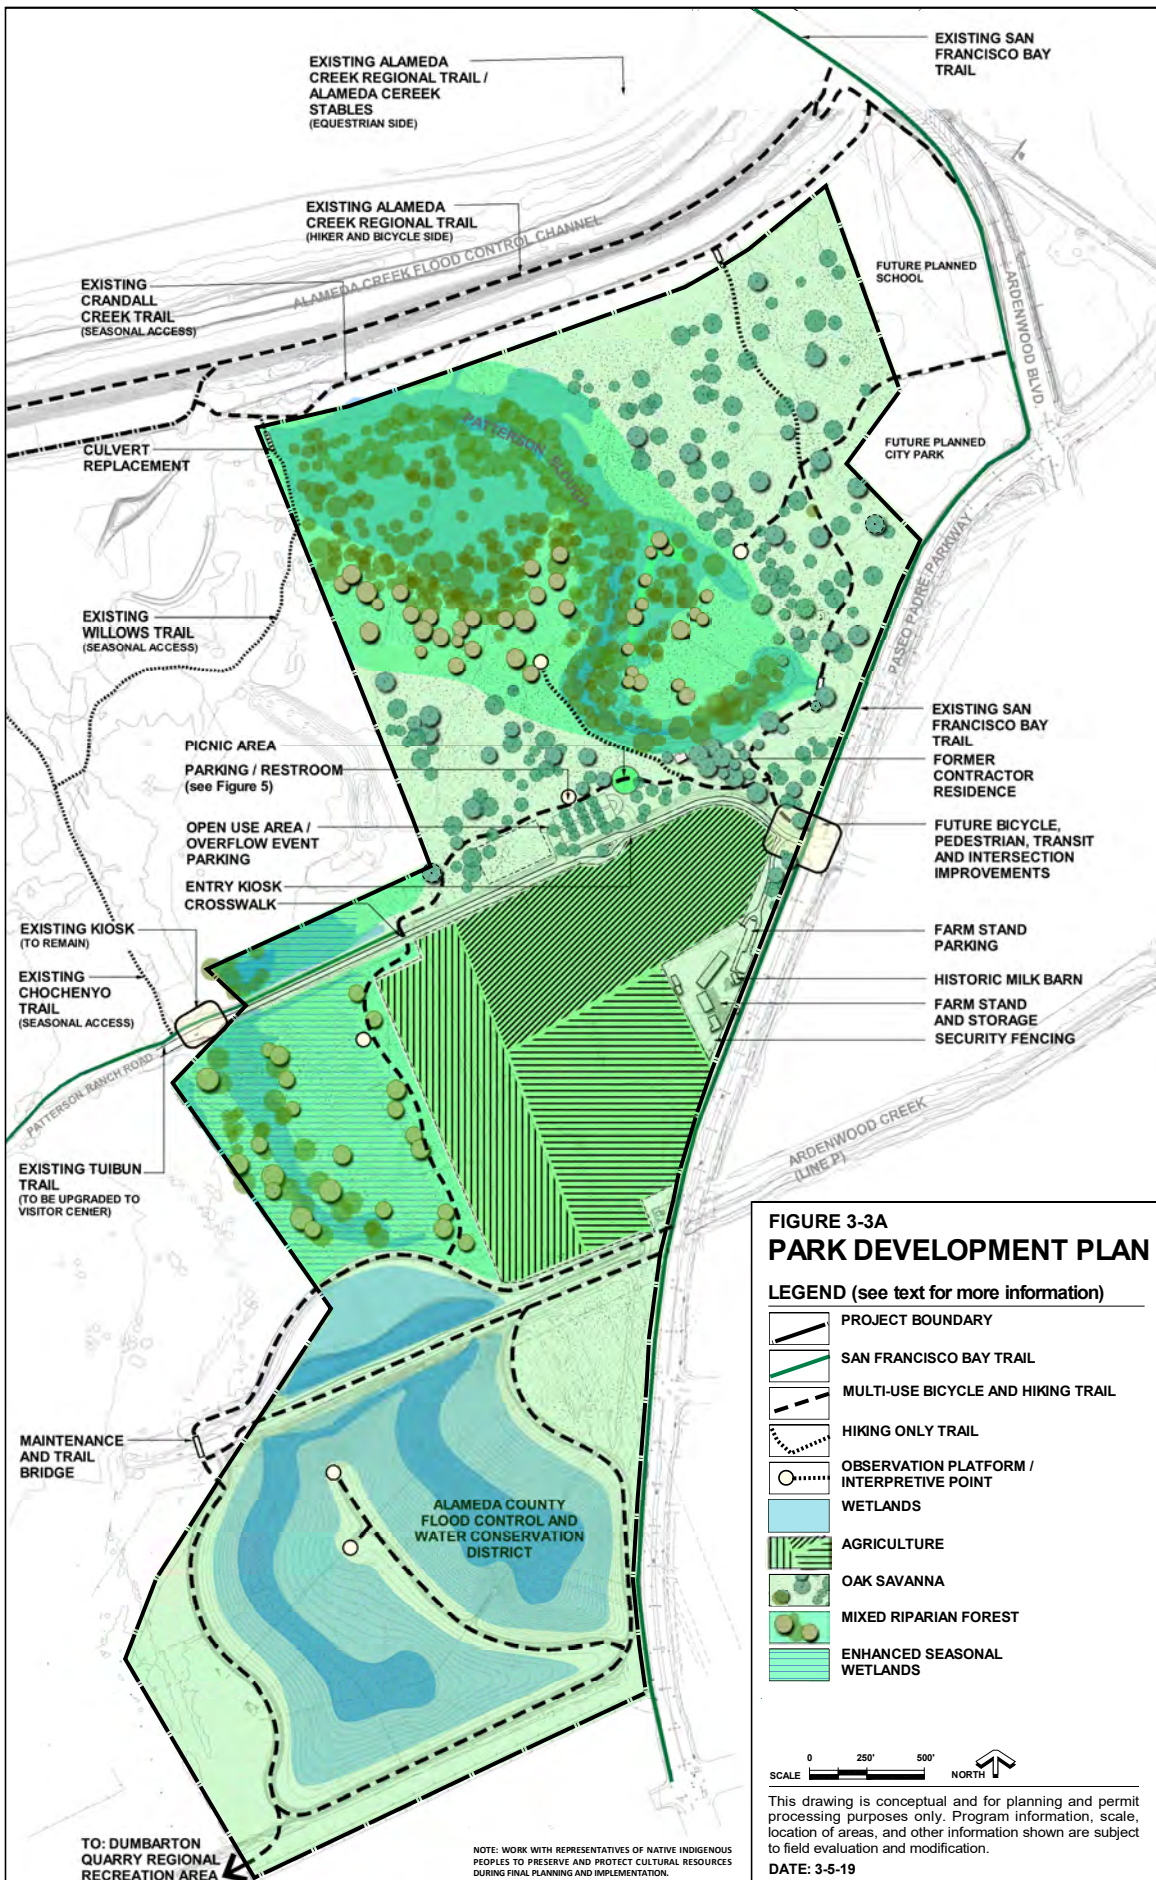 EXISTING SAN
FRANCISCO BAY
TRAIL
EXISTING ALAMEDA
CREEK REGIONAL TRAIL /
ALAMEDA CEREEK
STABLES
(EQUESTRIAN SIDE)
EXISTING ALAMEDA
CREEK REGIONAL TRAIL
(HIKER AND BICYCLE SIDE)
ALAMEDA CREEK FLOOD CONTROL CHANNEL
EXISTING
CRANDALL
CREEK TRAIL
(SEASONAL ACCESS)
FUTURE PLANNED
SCHOOL
ARDENWOOD BLVD.
PATTERSON SLOUGH
CULVERT
REPLACEMENT
FUTURE PLANNED
CITY PARK
PASEO PADRE PARKWAY
EXISTING
WILLOWS TRAIL
(SEASONAL ACCESS)
EXISTING SAN
FRANCISCO BAY
TRAIL
FORMER
CONTRACTOR
RESIDENCE
PICNIC AREA
PARKING / RESTROOM
(see Figure 5)
OPEN USE AREA /
OVERFLOW EVENT
PARKING
FUTURE BICYCLE,
PEDESTRIAN, TRANSIT
AND INTERSECTION
IMPROVEMENTS
ENTRY KIOSK
CROSSWALK
EXISTING KIOSK
(TO REMAIN)
FARM STAND
PARKING
EXISTING
CHOCHENYO
TRAIL
(SEASONAL ACCESS)
HISTORIC MILK BARN
FARM STAND
AND STORAGE
SECURITY FENCING
PATTERSON RANCH ROAD
ARDENWOOD CREEK
(LINE P)
EXISTING TUIBUN
TRAIL
(TO BE UPGRADED TO
VISITOR CENtER)
MAINTENANCE
AND TRAIL
BRIDGE
ALAMEDA COUNTY
FLOOD CONTROL AND
WATER CONSERVATION
DISTRICT
TO: DUMBARTON
QUARRY REGIONAL
RECREATION AREA
NOTE: WORK WITH REPRESENTATIVES OF NATIVE INDIGENOUS
PEOPLES TO PRESERVE AND PROTECT CULTURAL RESOURCES
DURING FINAL PLANNING AND IMPLEMENTATION.
FIGURE 3-3A
PARK DEVELOPMENT PLAN
LEGEND (see text for more information)
PROJECT BOUNDARY
SAN FRANCISCO BAY TRAIL
MULTI-USE BICYCLE AND HIKING TRAIL
HIKING ONLY TRAIL
OBSERVATION PLATFORM /
INTERPRETIVE POINT
WETLANDS
AGRICULTURE
OAK SAVANNA
MIXED RIPARIAN FOREST
ENHANCED SEASONAL
WETLANDS
0 250' 500'
SCALE NORTH
This drawing is conceptual and for planning and permit
processing purposes only. Program information, scale,
location of areas, and other information shown are subject
to field evaluation and modification.
DATE: 3-5-19